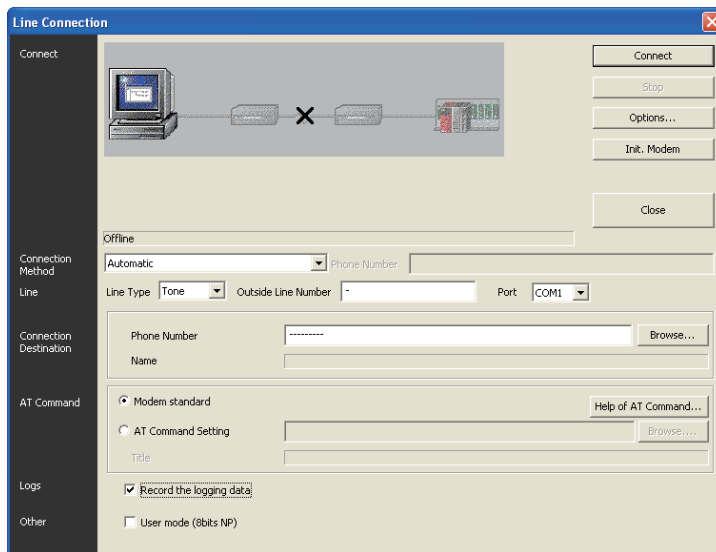 Line Connection
Connect
Connect
Stop
Options...
Init. Modem
Close
Offline
Connection Method
Automatic
Phone Number
Line
Line Type
Tone
Outside Line Number
-
Port
COM1
Connection Destination
Phone Number
---------
Browse...
Name
AT Command
Modem standard
Help of AT Command...
AT Command Setting
Browse....
Title
Logs
Record the logging data
Other
User mode (8bits NP)